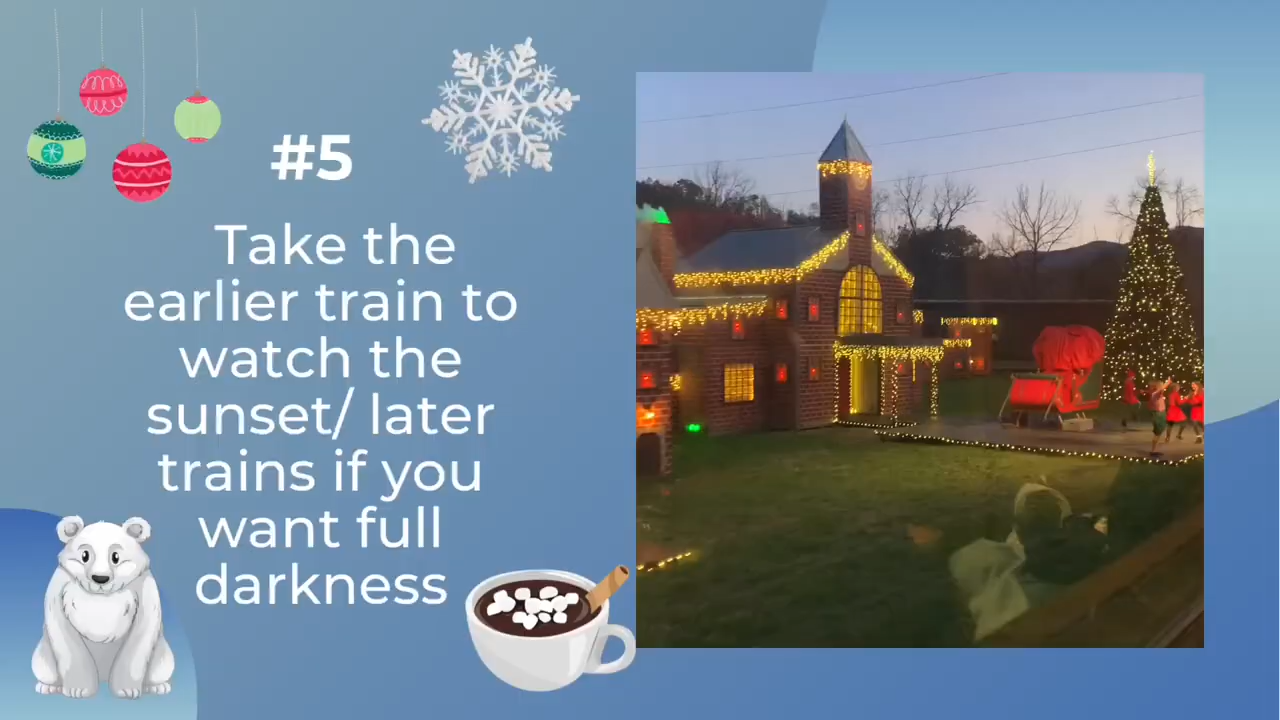 #5
Take the
earlier train to
watch the
sunset/ later
trains if you
want full
darkness